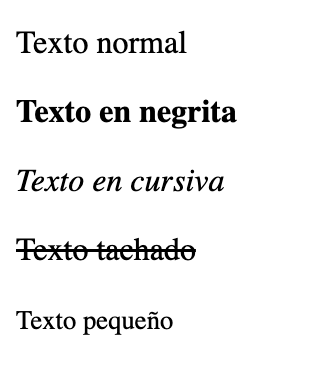 Texto normal
Texto en negrita
Texto en cursiva
Texto tachado
Texto pequeño